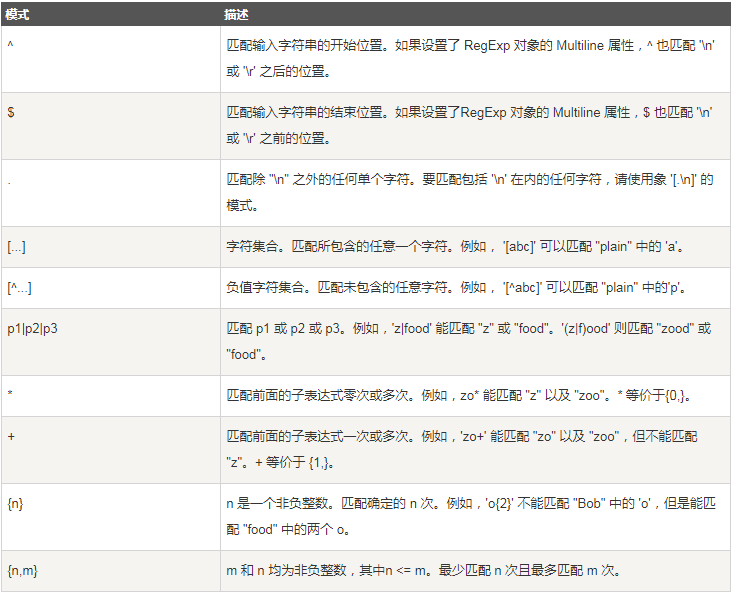 模式 描述
^ 匹配输入字符串的开始位置。如果设置了 RegExp 对象的 Multiline 属性，^ 也匹配 '\n'
或 '\r' 之后的位置。
$ 匹配输入字符串的结束位置。如果设置了RegExp 对象的 Multiline 属性，$ 也匹配 '\n'
或 '\r' 之前的位置。
. 匹配除 "\n" 之外的任何单个字符。要匹配包括 '\n' 在内的任何字符，请使用象 '[.\n]' 的
模式。
[...] 字符集合。匹配所包含的任意一个字符。例如， '[abc]' 可以匹配 "plain" 中的 'a'。
[^...] 负值字符集合。匹配未包含的任意字符。例如， '[^abc]' 可以匹配 "plain" 中的'p'。
p1|p2|p3 匹配 p1 或 p2 或 p3。例如，'z|food' 能匹配 "z" 或 "food"。'(z|f)ood' 则匹配 "zood" 或
"food"。
* 匹配前面的子表达式零次或多次。例如，zo* 能匹配 "z" 以及 "zoo"。* 等价于{0,}。
+ 匹配前面的子表达式一次或多次。例如，'zo+' 能匹配 "zo" 以及 "zoo"，但不能匹配
"z"。+ 等价于 {1,}。
{n} n 是一个非负整数。匹配确定的 n 次。例如，'o{2}' 不能匹配 "Bob" 中的 'o'，但是能匹
配 "food" 中的两个 o。
{n,m} m 和 n 均为非负整数，其中n <= m。最少匹配 n 次且最多匹配 m 次。